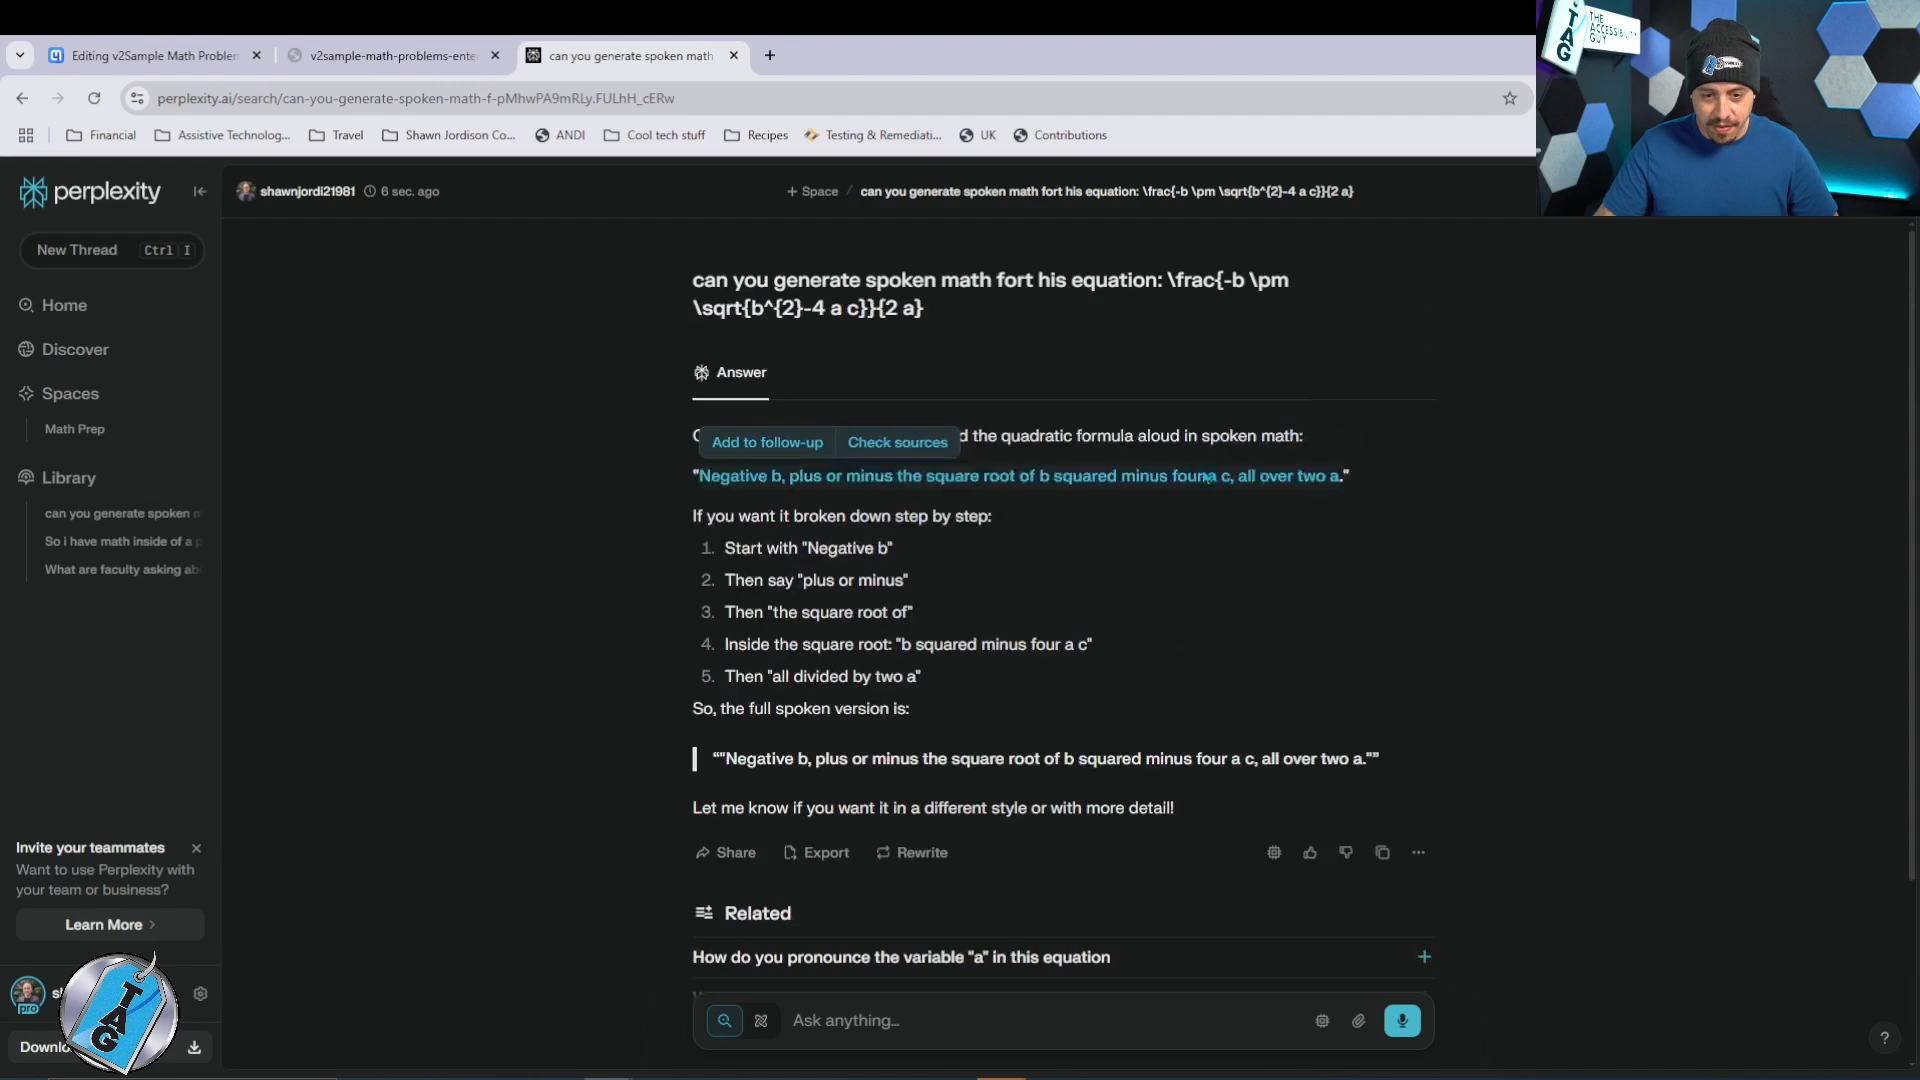 THE
ACCESSIBILITY
GUY
TAG
Editing v2Sample Math Problem
v2sample-math-problems-ente
can you generate spoken math
perplexity.ai/search/can-you-generate-spoken-math-f-pMhwPA9mRLy.FULhH_cERw
Financial
Assistive Technolog...
Travel
Shawn Jordison Co...
ANDI
Cool tech stuff
Recipes
Testing & Remediati...
UK
Contributions
perplexity
shawnjordi21981
6 sec. ago
+ Space / can you generate spoken math fort his equation: \frac{-b \pm \sqrt{b^{2}-4 a c}}{2 a}
New Thread
Ctrl I
Home
Discover
Spaces
Math Prep
Library
can you generate spoken
So i have math inside of a
What are faculty asking ab
can you generate spoken math fort his equation: \frac{-b \pm
\sqrt{b^{2}-4 a c}}{2 a}
Answer
Add to follow-up
Check sources
d the quadratic formula aloud in spoken math:
"Negative b, plus or minus the square root of b squared minus four a c, all over two a."
If you want it broken down step by step:
1. Start with "Negative b"
2. Then say "plus or minus"
3. Then "the square root of"
4. Inside the square root: "b squared minus four a c"
5. Then "all divided by two a"
So, the full spoken version is:
“"Negative b, plus or minus the square root of b squared minus four a c, all over two a."”
Let me know if you want it in a different style or with more detail!
Share
Export
Rewrite
Related
How do you pronounce the variable "a" in this equation
Ask anything...
Invite your teammates
Want to use Perplexity with
your team or business?
Learn More
pro
Downlo
TAG
?